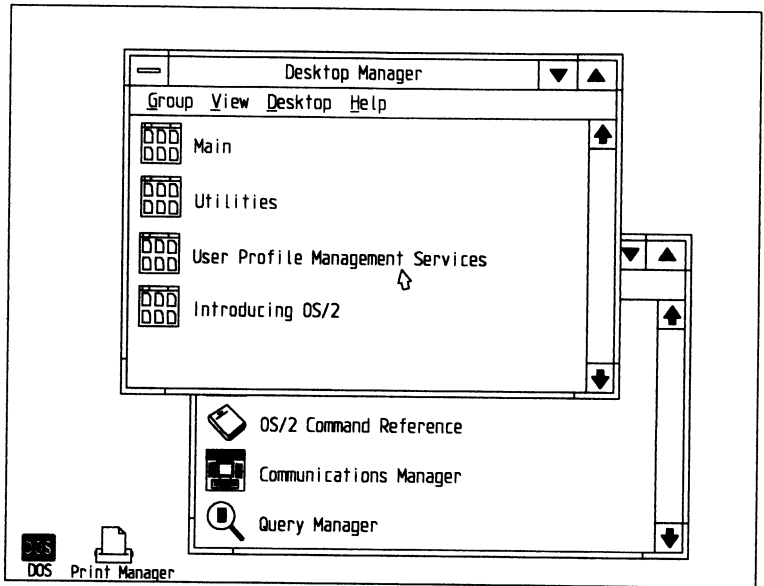 Desktop Manager
Group View Desktop Help
Main
Utilities
User Profile Management Services
Introducing OS/2
OS/2 Command Reference
Communications Manager
Query Manager
DOS
DOS Print Manager